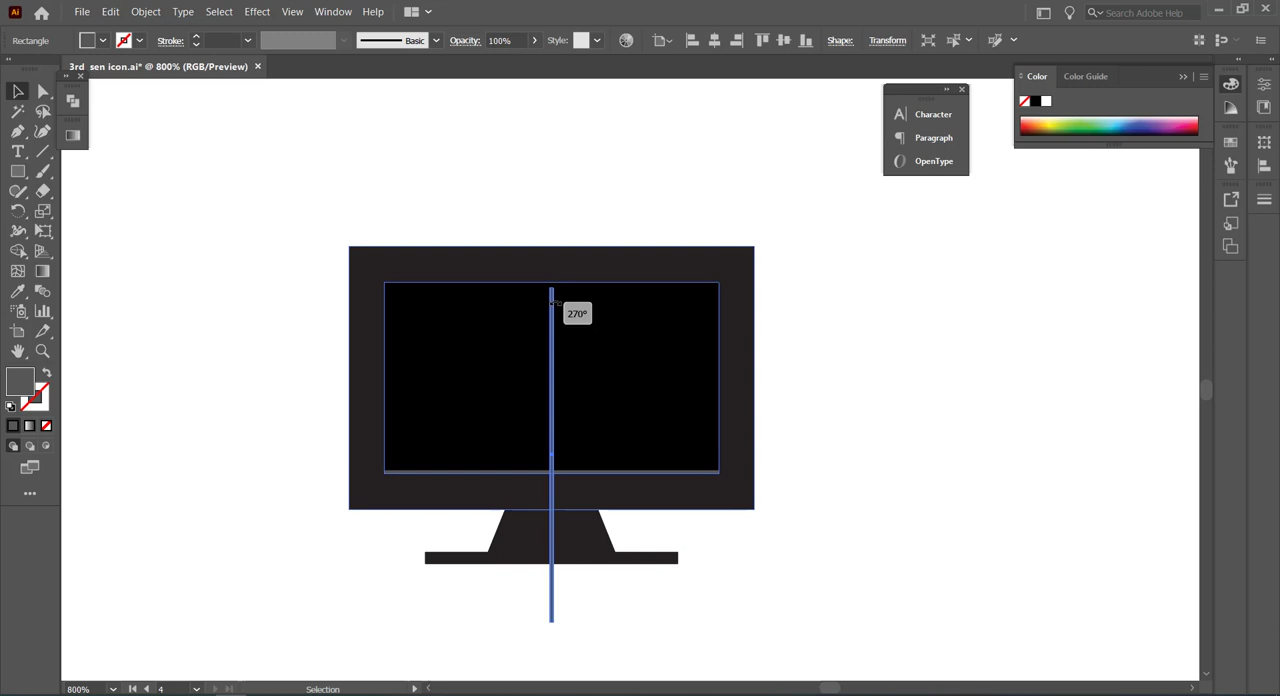 Ai File Edit Object Type Select Effect View Window Help Search Adobe Help
Rectangle Stroke: Basic Opacity: 100% Style: Shape: Transform
3rd sen icon.ai* @ 800% (RGB/Preview)
Color Color Guide
Character
Paragraph
OpenType
270°
800% 4 Selection